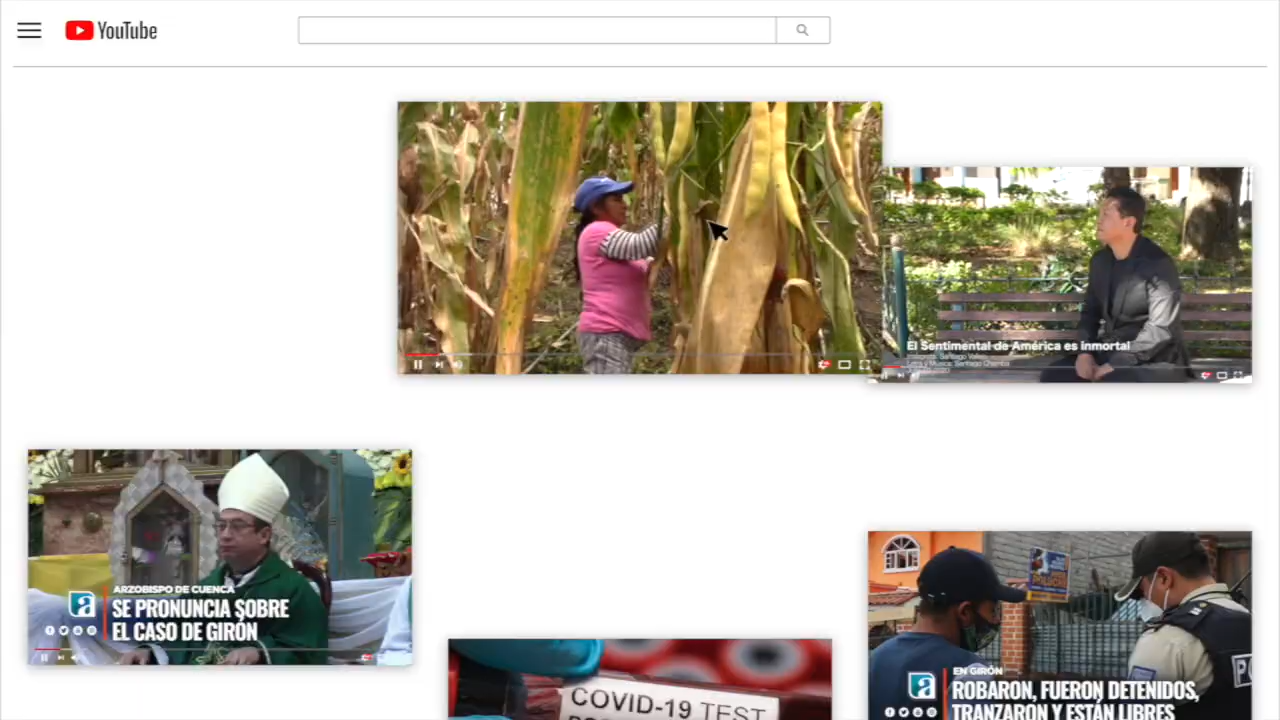 YouTube
El Sentimental de América es inmortal
ARZOBISPO DE CUENCA
SE PRONUNCIA SOBRE
EL CASO DE GIRÓN
EN GIRÓN
ROBARON, FUERON DETENIDOS,
TRANZARON Y ESTÁN LIBRES
COVID-19 TEST